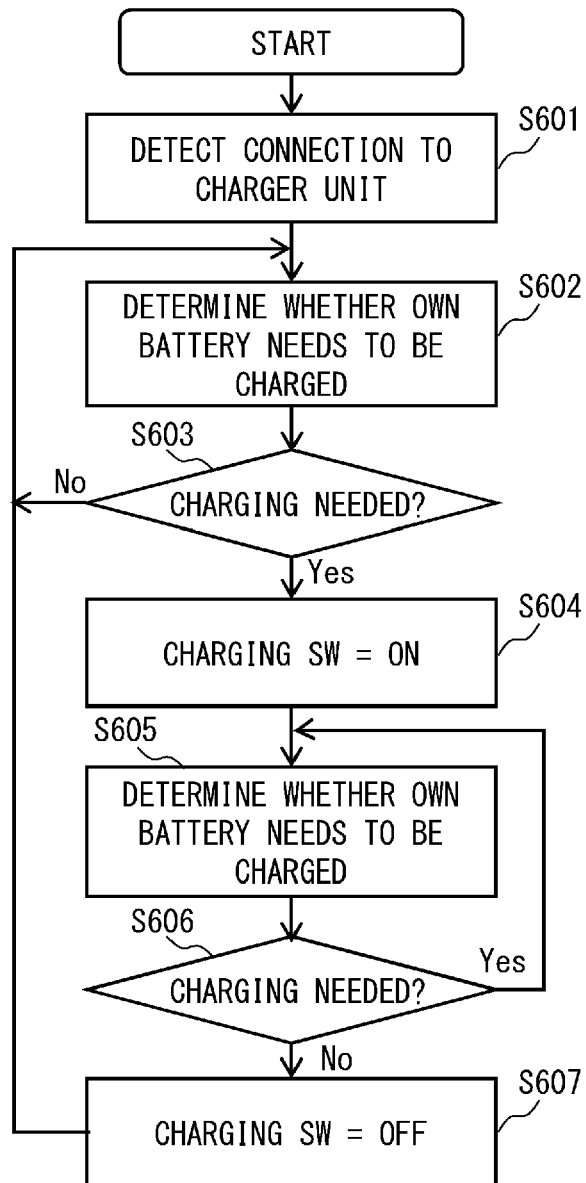 START
S601
DETECT CONNECTION TO
CHARGER UNIT
S602
DETERMINE WHETHER OWN
BATTERY NEEDS TO BE
CHARGED
S603
No
CHARGING NEEDED?
Yes
S604
CHARGING SW = ON
S605
DETERMINE WHETHER OWN
BATTERY NEEDS TO BE
CHARGED
S606
Yes
CHARGING NEEDED?
No
S607
CHARGING SW = OFF